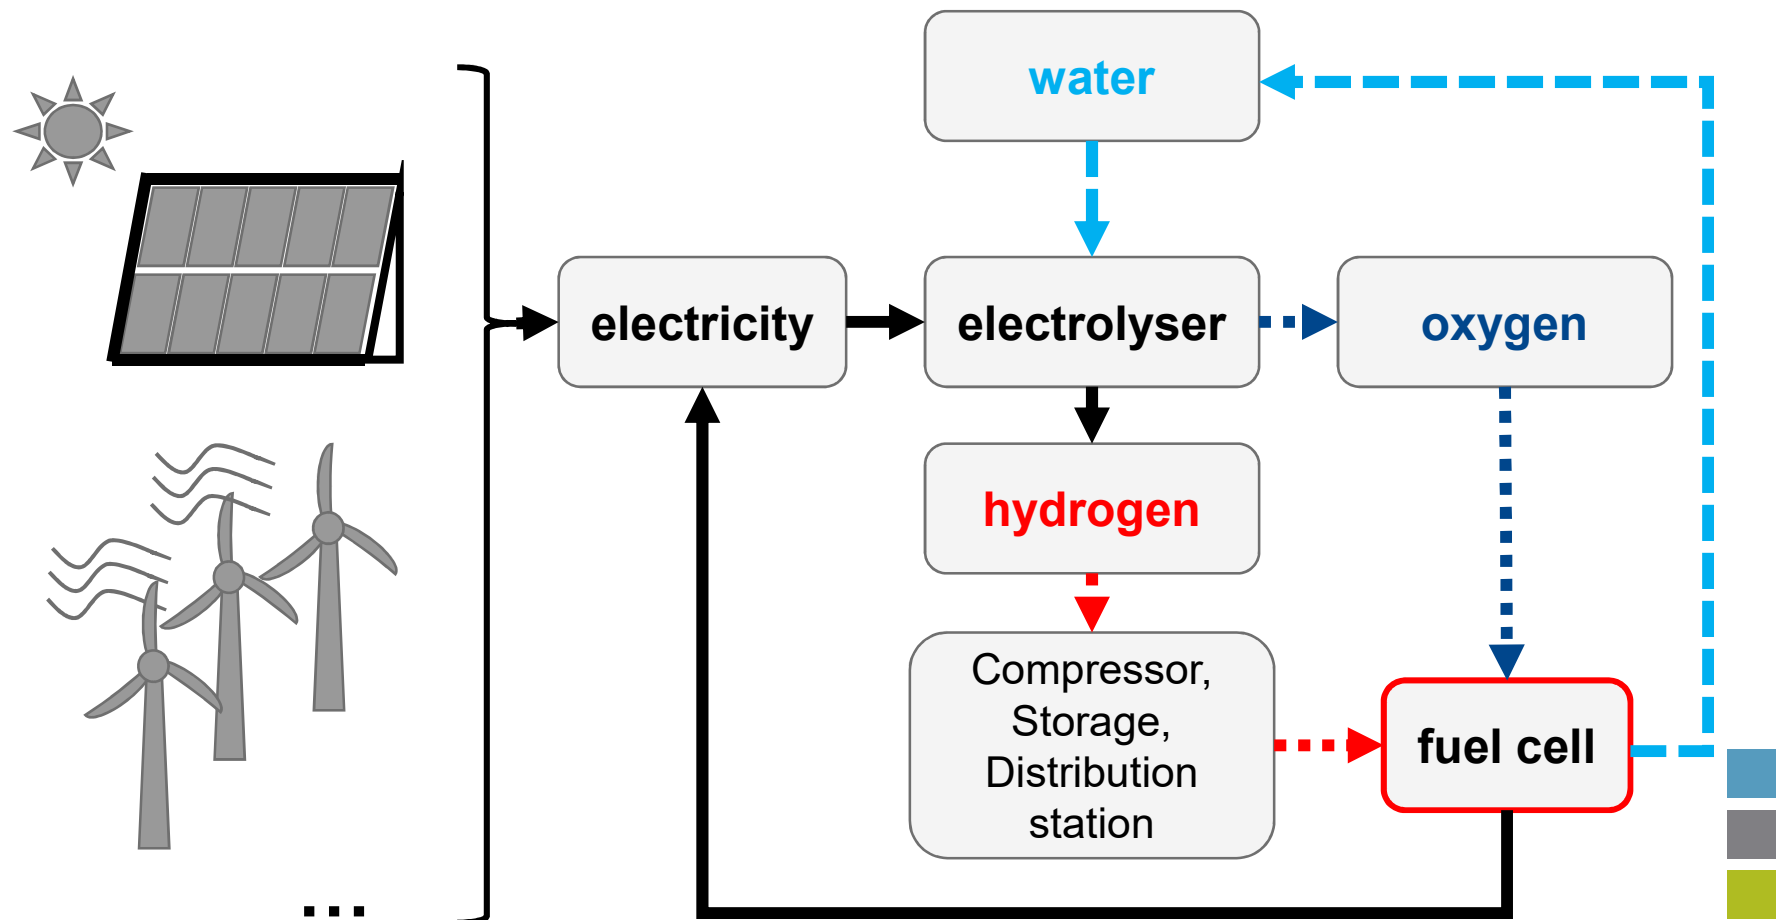 water
electricity
electrolyser
oxygen
hydrogen
Compressor,
Storage,
Distribution
station
fuel cell
...